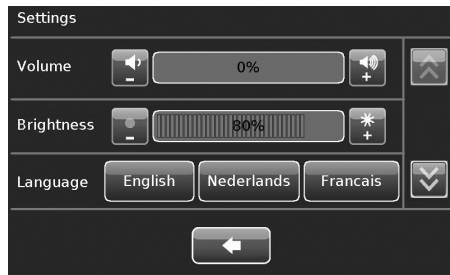 Settings
Volume - 0% +
Brightness - 80% +
Language English Nederlands Francais